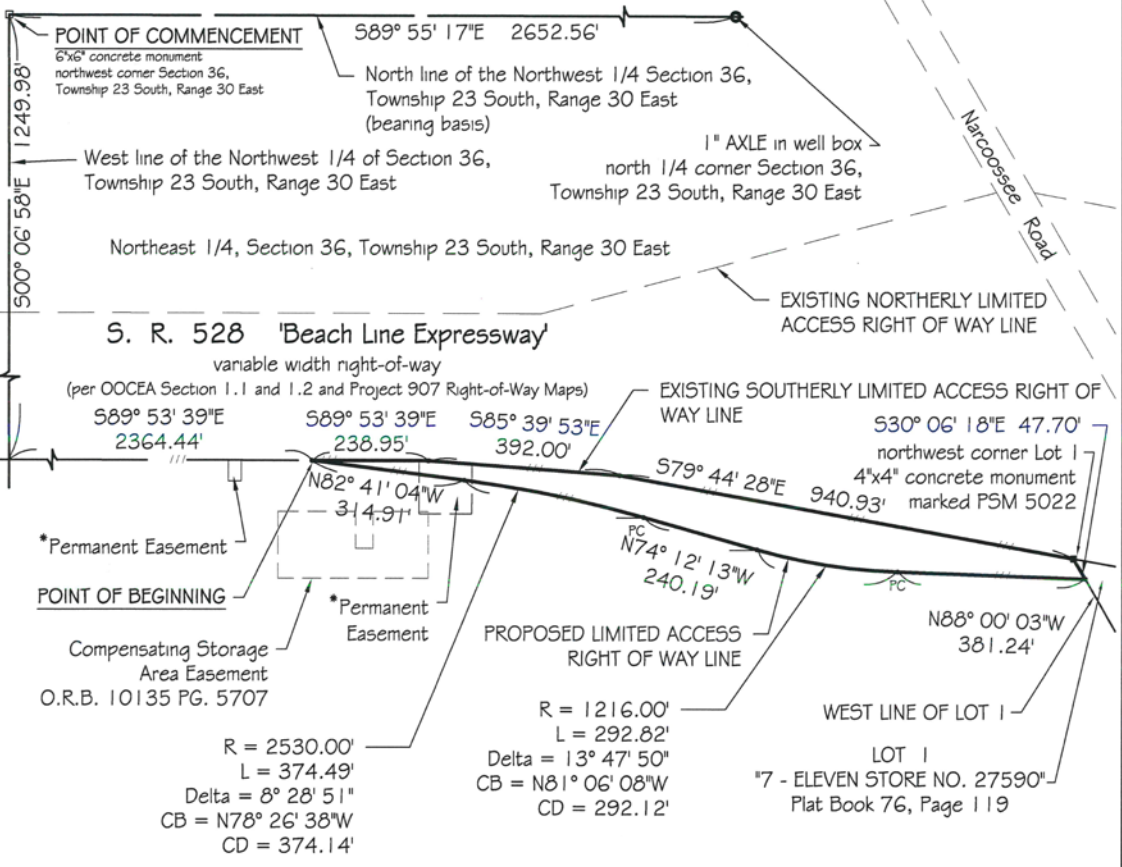 POINT OF COMMENCEMENT
6"x6" concrete monument
northwest corner Section 36,
Township 23 South, Range 30 East
S89° 55' 17"E 2652.56'
North line of the Northwest 1/4 Section 36,
Township 23 South, Range 30 East
(bearing basis)
1" AXLE in well box
north 1/4 corner Section 36,
Township 23 South, Range 30 East
Narcoossee Road
S00° 06' 58"E 1249.98'
West line of the Northwest 1/4 of Section 36,
Township 23 South, Range 30 East
Northeast 1/4, Section 36, Township 23 South, Range 30 East
EXISTING NORTHERLY LIMITED
ACCESS RIGHT OF WAY LINE
S. R. 528 'Beach Line Expressway'
variable width right-of-way
(per OOCEA Section 1.1 and 1.2 and Project 907 Right-of-Way Maps)
EXISTING SOUTHERLY LIMITED ACCESS RIGHT OF
WAY LINE
S89° 53' 39"E
2364.44'
S89° 53' 39"E
238.95'
S85° 39' 53"E
392.00'
S79° 44' 28"E 940.93'
S30° 06' 18"E 47.70'
northwest corner Lot 1
4"x4" concrete monument
marked PSM 5022
N82° 41' 04"W
314.91'
*Permanent Easement
POINT OF BEGINNING
*Permanent
Easement
Compensating Storage
Area Easement
O.R.B. 10135 PG. 5707
PC
N74° 12' 13"W
240.19'
PC
PROPOSED LIMITED ACCESS
RIGHT OF WAY LINE
N88° 00' 03"W
381.24'
R = 2530.00'
L = 374.49'
Delta = 8° 28' 51"
CB = N78° 26' 38"W
CD = 374.14'
R = 1216.00'
L = 292.82'
Delta = 13° 47' 50"
CB = N81° 06' 08"W
CD = 292.12'
WEST LINE OF LOT 1
LOT 1
"7 - ELEVEN STORE NO. 27590"
Plat Book 76, Page 119